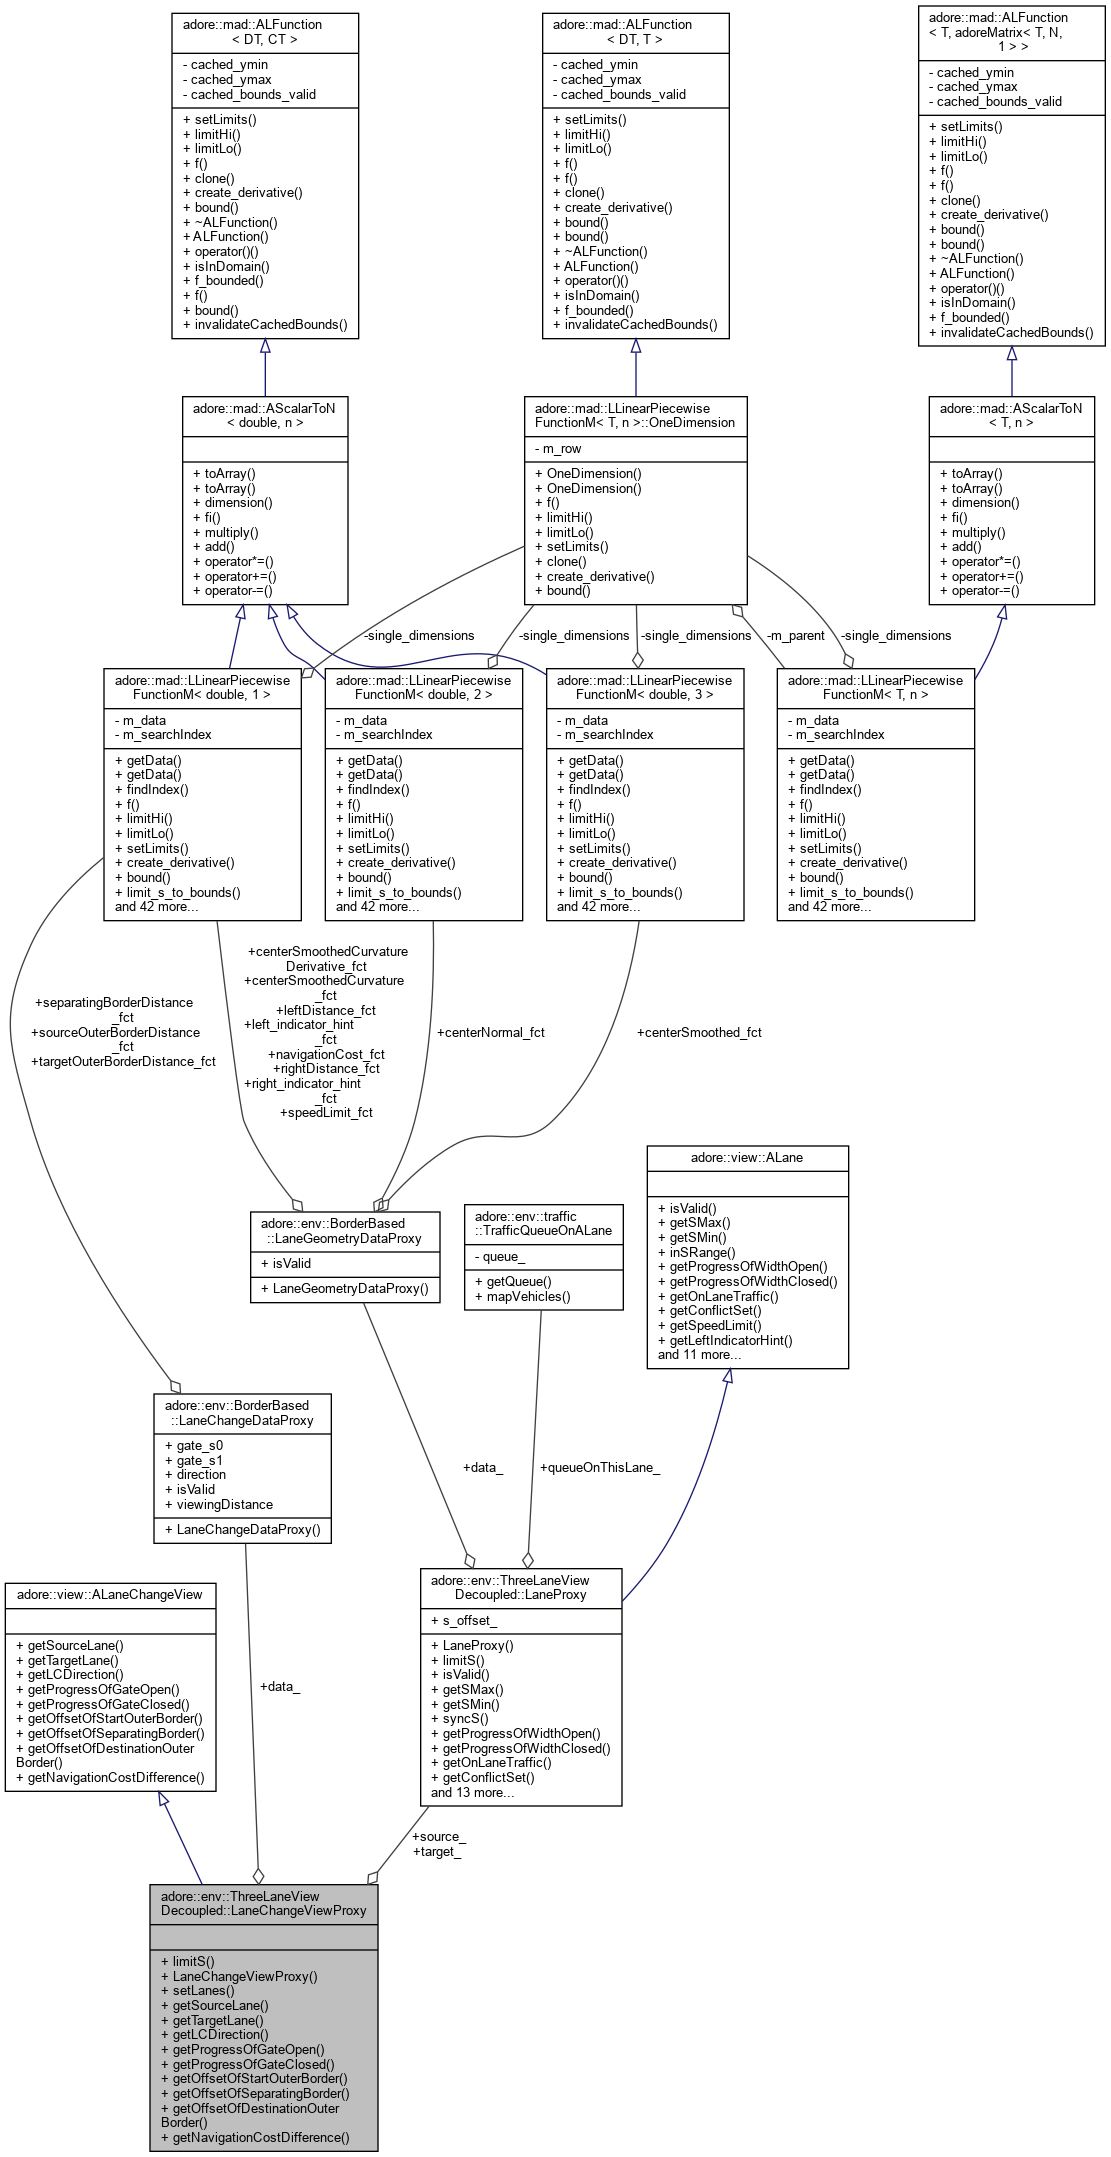 adore::mad::ALFunction
< DT, CT >
- cached_ymin
- cached_ymax
- cached_bounds_valid
+ setLimits()
+ limitHi()
+ limitLo()
+ f()
+ clone()
+ create_derivative()
+ bound()
+ ~ALFunction()
+ ALFunction()
+ operator()()
+ isInDomain()
+ f_bounded()
+ f()
+ bound()
+ invalidateCachedBounds()
adore::mad::ALFunction
< DT, T >
- cached_ymin
- cached_ymax
- cached_bounds_valid
+ setLimits()
+ limitHi()
+ limitLo()
+ f()
+ f()
+ clone()
+ create_derivative()
+ bound()
+ bound()
+ ~ALFunction()
+ ALFunction()
+ operator()()
+ isInDomain()
+ f_bounded()
+ invalidateCachedBounds()
adore::mad::ALFunction
< T, adoreMatrix< T, N,
1 > >
- cached_ymin
- cached_ymax
- cached_bounds_valid
+ setLimits()
+ limitHi()
+ limitLo()
+ f()
+ f()
+ clone()
+ create_derivative()
+ bound()
+ bound()
+ ~ALFunction()
+ ALFunction()
+ operator()()
+ isInDomain()
+ f_bounded()
+ invalidateCachedBounds()
adore::mad::AScalarToN
< double, n >
+ toArray()
+ toArray()
+ dimension()
+ fi()
+ multiply()
+ add()
+ operator*=()
+ operator+=()
+ operator-=()
adore::mad::LLinearPiecewise
FunctionM< T, n >::OneDimension
- m_row
+ OneDimension()
+ OneDimension()
+ f()
+ limitHi()
+ limitLo()
+ setLimits()
+ clone()
+ create_derivative()
+ bound()
adore::mad::AScalarToN
< T, n >
+ toArray()
+ toArray()
+ dimension()
+ fi()
+ multiply()
+ add()
+ operator*=()
+ operator+=()
+ operator-=()
-single_dimensions
-single_dimensions
-single_dimensions
-m_parent
-single_dimensions
adore::mad::LLinearPiecewise
FunctionM< double, 1 >
- m_data
- m_searchIndex
+ getData()
+ getData()
+ findIndex()
+ f()
+ limitHi()
+ limitLo()
+ setLimits()
+ create_derivative()
+ bound()
+ limit_s_to_bounds()
and 42 more...
adore::mad::LLinearPiecewise
FunctionM< double, 2 >
- m_data
- m_searchIndex
+ getData()
+ getData()
+ findIndex()
+ f()
+ limitHi()
+ limitLo()
+ setLimits()
+ create_derivative()
+ bound()
+ limit_s_to_bounds()
and 42 more...
adore::mad::LLinearPiecewise
FunctionM< double, 3 >
- m_data
- m_searchIndex
+ getData()
+ getData()
+ findIndex()
+ f()
+ limitHi()
+ limitLo()
+ setLimits()
+ create_derivative()
+ bound()
+ limit_s_to_bounds()
and 42 more...
adore::mad::LLinearPiecewise
FunctionM< T, n >
- m_data
- m_searchIndex
+ getData()
+ getData()
+ findIndex()
+ f()
+ limitHi()
+ limitLo()
+ setLimits()
+ create_derivative()
+ bound()
+ limit_s_to_bounds()
and 42 more...
+separatingBorderDistance
_fct
+sourceOuterBorderDistance
_fct
+targetOuterBorderDistance_fct
+centerSmoothedCurvature
Derivative_fct
+centerSmoothedCurvature
_fct
+leftDistance_fct
+left_indicator_hint
_fct
+navigationCost_fct
+rightDistance_fct
+right_indicator_hint
_fct
+speedLimit_fct
+centerNormal_fct
+centerSmoothed_fct
adore::env::BorderBased
::LaneGeometryDataProxy
+ isValid
+ LaneGeometryDataProxy()
adore::env::traffic
::TrafficQueueOnALane
- queue_
+ getQueue()
+ mapVehicles()
adore::view::ALane
+ isValid()
+ getSMax()
+ getSMin()
+ inSRange()
+ getProgressOfWidthOpen()
+ getProgressOfWidthClosed()
+ getOnLaneTraffic()
+ getConflictSet()
+ getSpeedLimit()
+ getLeftIndicatorHint()
and 11 more...
adore::env::BorderBased
::LaneChangeDataProxy
+ gate_s0
+ gate_s1
+ direction
+ isValid
+ viewingDistance
+ LaneChangeDataProxy()
+data_
+queueOnThisLane_
adore::view::ALaneChangeView
+ getSourceLane()
+ getTargetLane()
+ getLCDirection()
+ getProgressOfGateOpen()
+ getProgressOfGateClosed()
+ getOffsetOfStartOuterBorder()
+ getOffsetOfSeparatingBorder()
+ getOffsetOfDestinationOuter
Border()
+ getNavigationCostDifference()
+data_
adore::env::ThreeLaneView
Decoupled::LaneProxy
+ s_offset_
+ LaneProxy()
+ limitS()
+ isValid()
+ getSMax()
+ getSMin()
+ syncS()
+ getProgressOfWidthOpen()
+ getProgressOfWidthClosed()
+ getOnLaneTraffic()
+ getConflictSet()
and 13 more...
+source_
+target_
adore::env::ThreeLaneView
Decoupled::LaneChangeViewProxy
+ limitS()
+ LaneChangeViewProxy()
+ setLanes()
+ getSourceLane()
+ getTargetLane()
+ getLCDirection()
+ getProgressOfGateOpen()
+ getProgressOfGateClosed()
+ getOffsetOfStartOuterBorder()
+ getOffsetOfSeparatingBorder()
+ getOffsetOfDestinationOuter
Border()
+ getNavigationCostDifference()